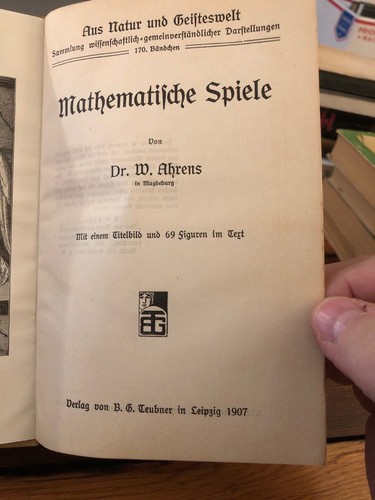 Aus Natur und Geisteswelt
Sammlung wissenschaftlich-gemeinverständlicher Darstellungen
170. Bändchen
Mathematische Spiele
Von
Dr. W. Ahrens
in Magdeburg
Mit einem Titelbild und 69 Figuren im Text
Verlag von B. G. Teubner in Leipzig 1907